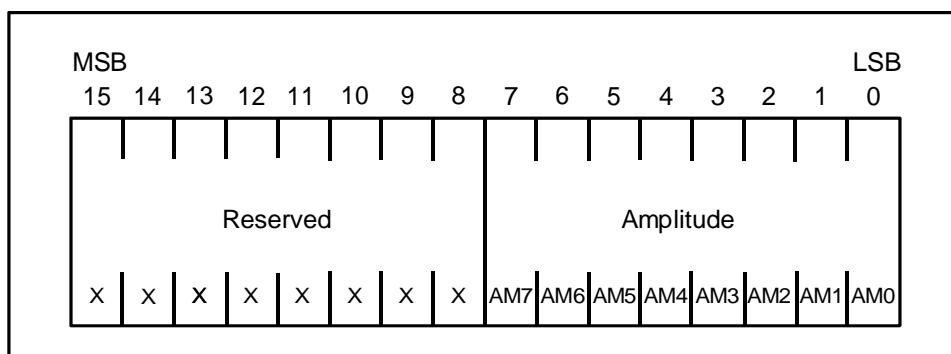 MSB LSB
15 14 13 12 11 10 9 8 7 6 5 4 3 2 1 0
Reserved Amplitude
X X X X X X X X AM7 AM6 AM5 AM4 AM3 AM2 AM1 AM0